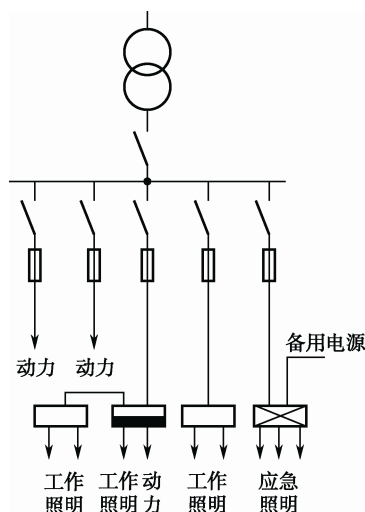 备用电源
动力 动力
工作 工作 动 工作 应急
照明 照明 力 照明 照明